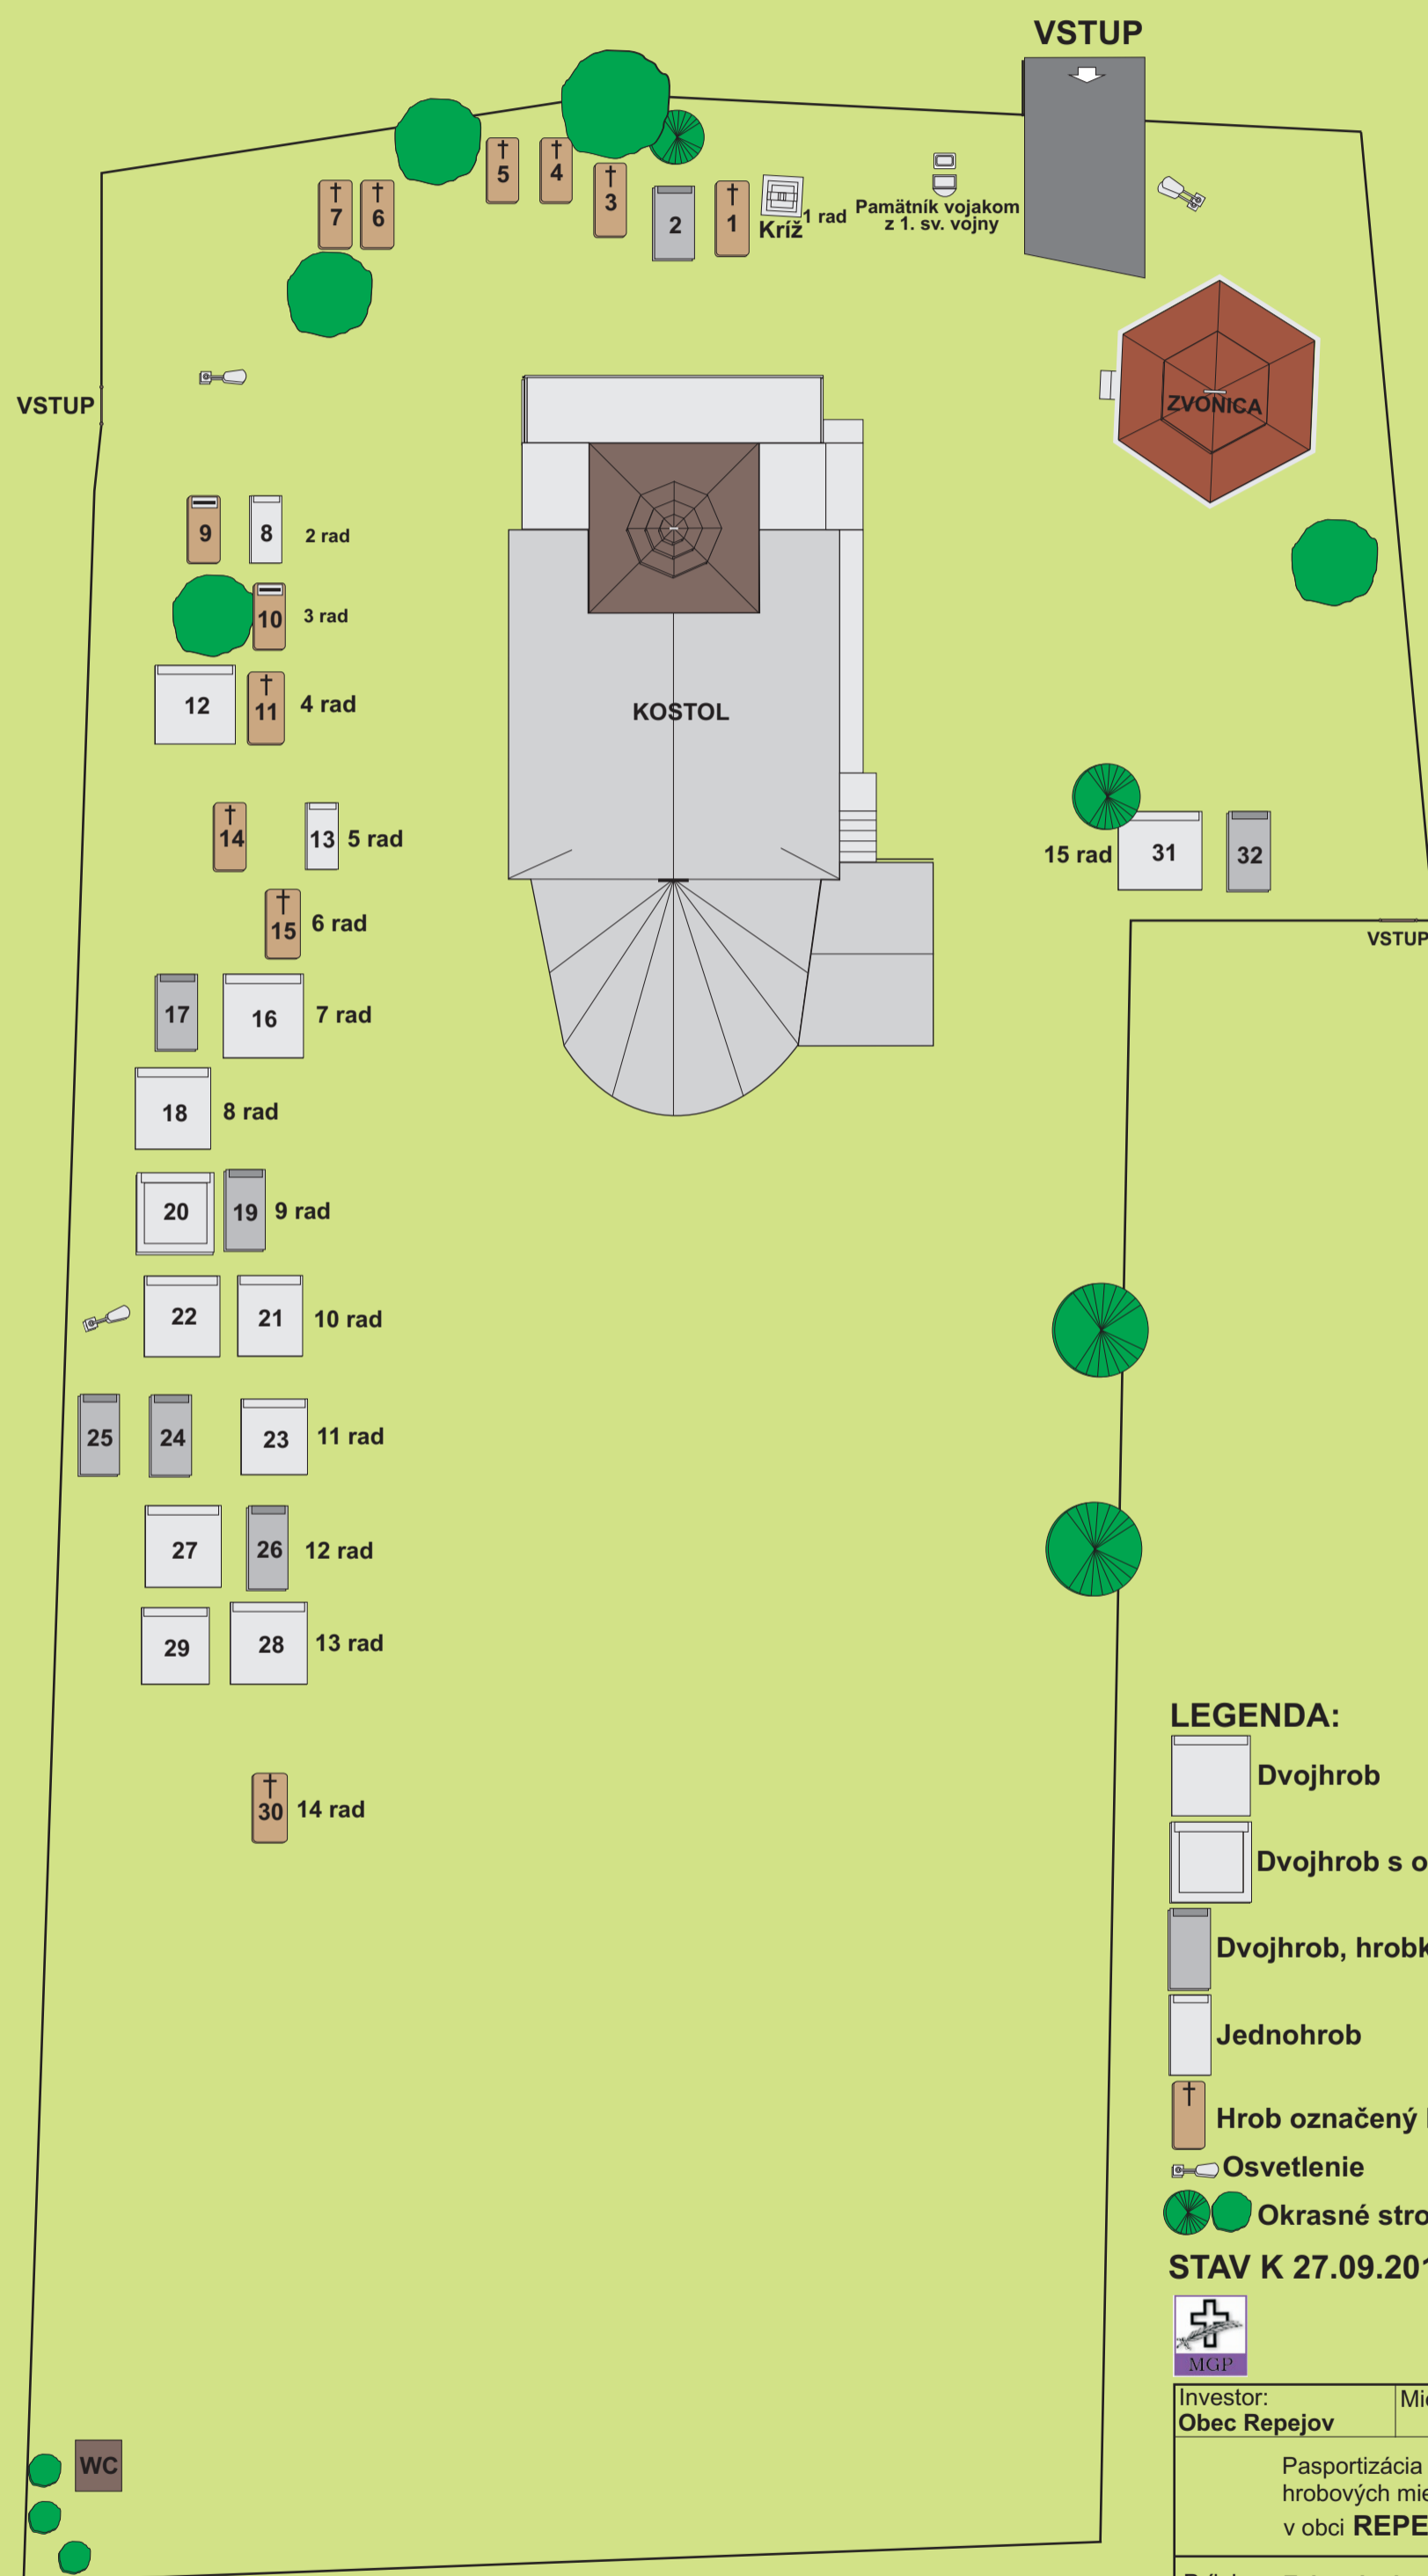 VSTUP
5
4
3
7
6
2
1
Kríž
1 rad
Pamätník vojakom
z 1. sv. vojny
VSTUP
ZVONICA
9
8
2 rad
10
3 rad
12
11
4 rad
KOSTOL
14
13
5 rad
15 rad
31
32
15
6 rad
VSTUP
17
16
7 rad
18
8 rad
20
19
9 rad
22
21
10 rad
25
24
23
11 rad
27
26
12 rad
29
28
13 rad
30
14 rad
LEGENDA:
Dvojhrob
Dvojhrob s o
Dvojhrob, hrobk
Jednohrob
Hrob označený
Osvetlenie
Okrasné stro
STAV K 27.09.201
MGP
Investor:
Obec Repejov
Mie
Pasportizácia
hrobových mie
v obci REPE
WC